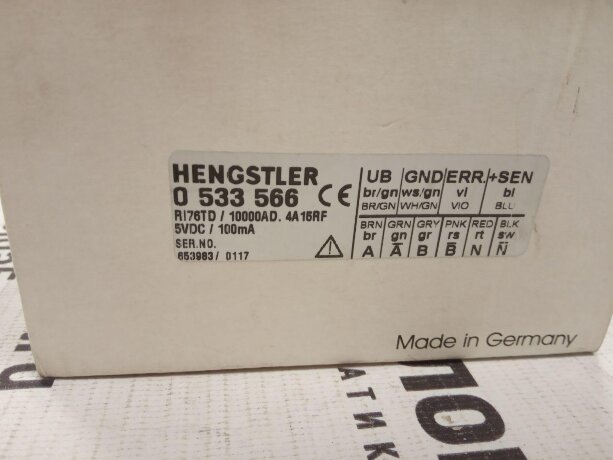 HENGSTLER
0 533 566 CE
RI76TD / 10000AD. 4A16RF
5VDC / 100mA
SER.NO.
653983/ 0117
UB GND ERR. +SEN
br/gn ws/gn vi bl
BR/GN WH/GN VIO BLU
BRN GRN GRY PNK RED BLK
br gn gr rs rt sw
A A̅ B B̅ N N̅
Made in Germany
АТИК